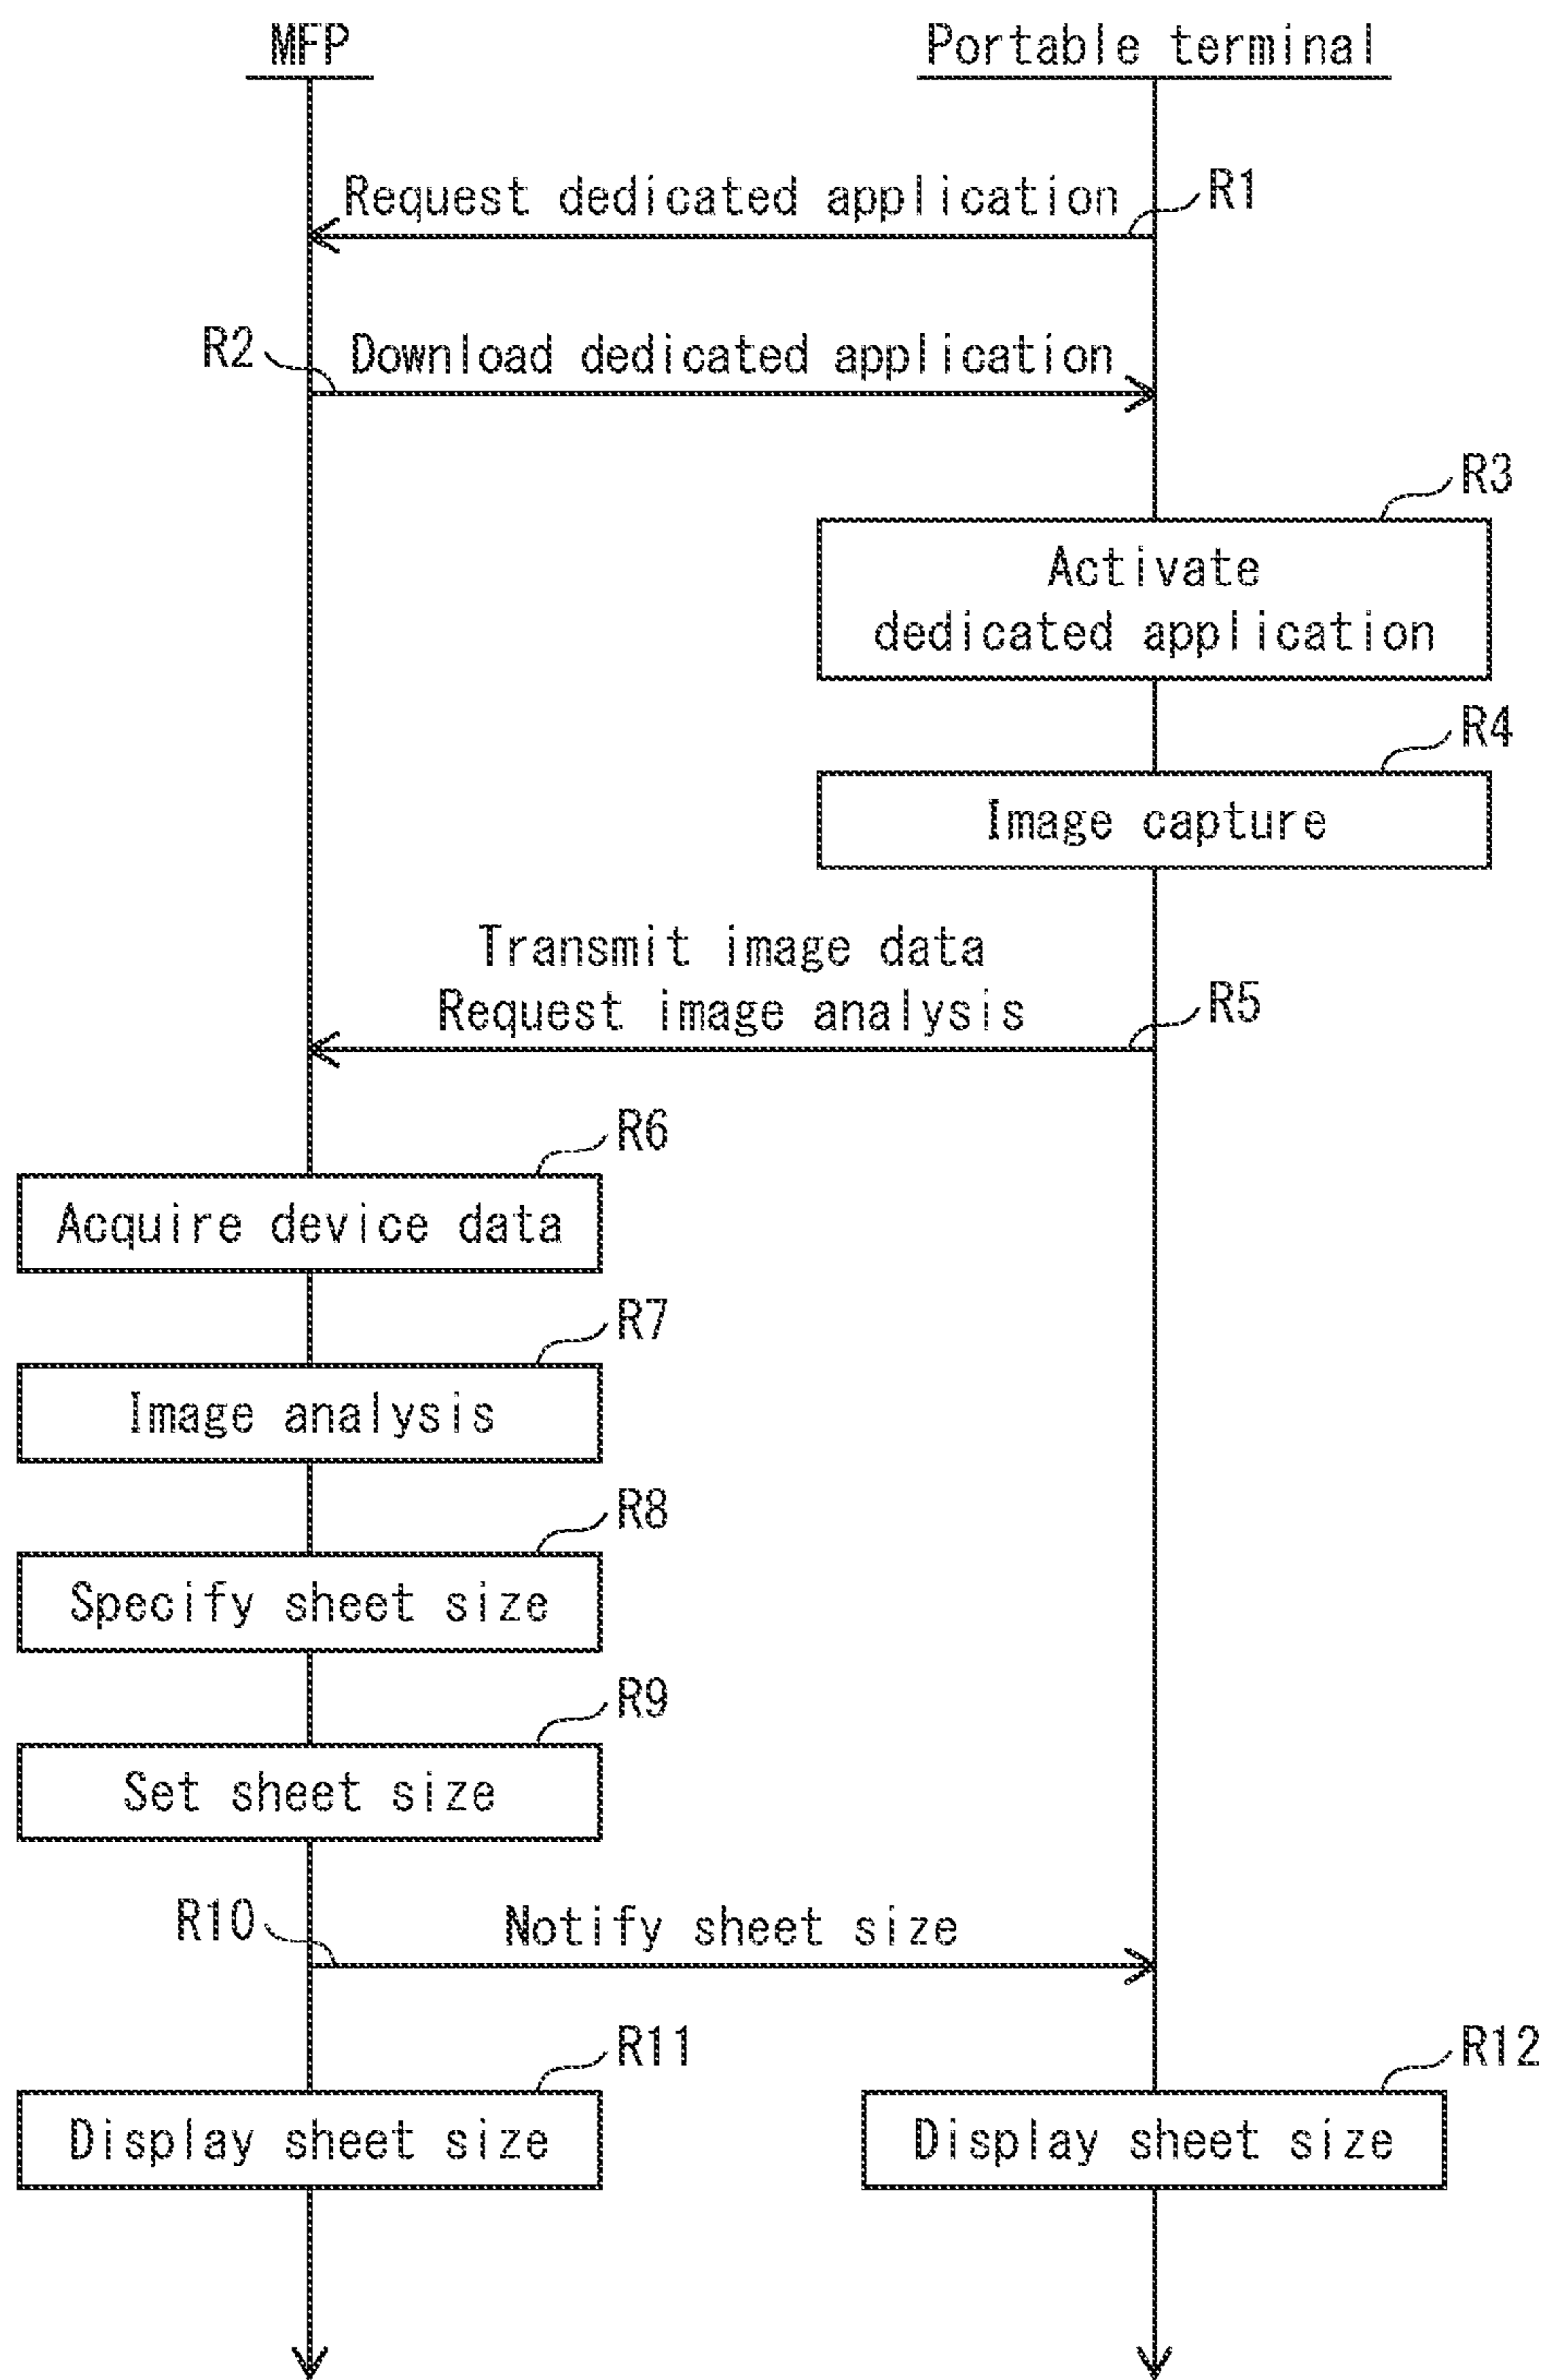 MFP
Portable terminal
Request dedicated application
R1
R2
Download dedicated application
R3
Activate
dedicated application
R4
Image capture
Transmit image data
Request image analysis
R5
R6
Acquire device data
R7
Image analysis
R8
Specify sheet size
R9
Set sheet size
R10
Notify sheet size
R11
Display sheet size
R12
Display sheet size